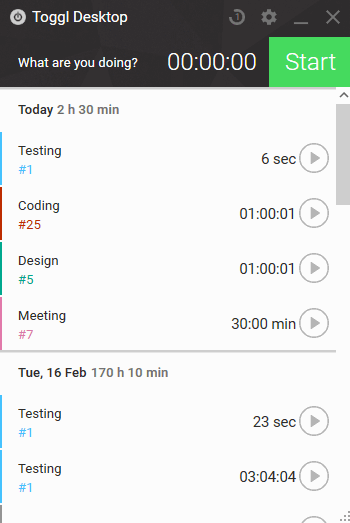 Toggl Desktop
What are you doing? 00:00:00 Start
Today 2 h 30 min
Testing
#1
6 sec
Coding
#25
01:00:01
Design
#5
01:00:01
Meeting
#7
30:00 min
Tue, 16 Feb 170 h 10 min
Testing
#1
23 sec
Testing
#1
03:04:04